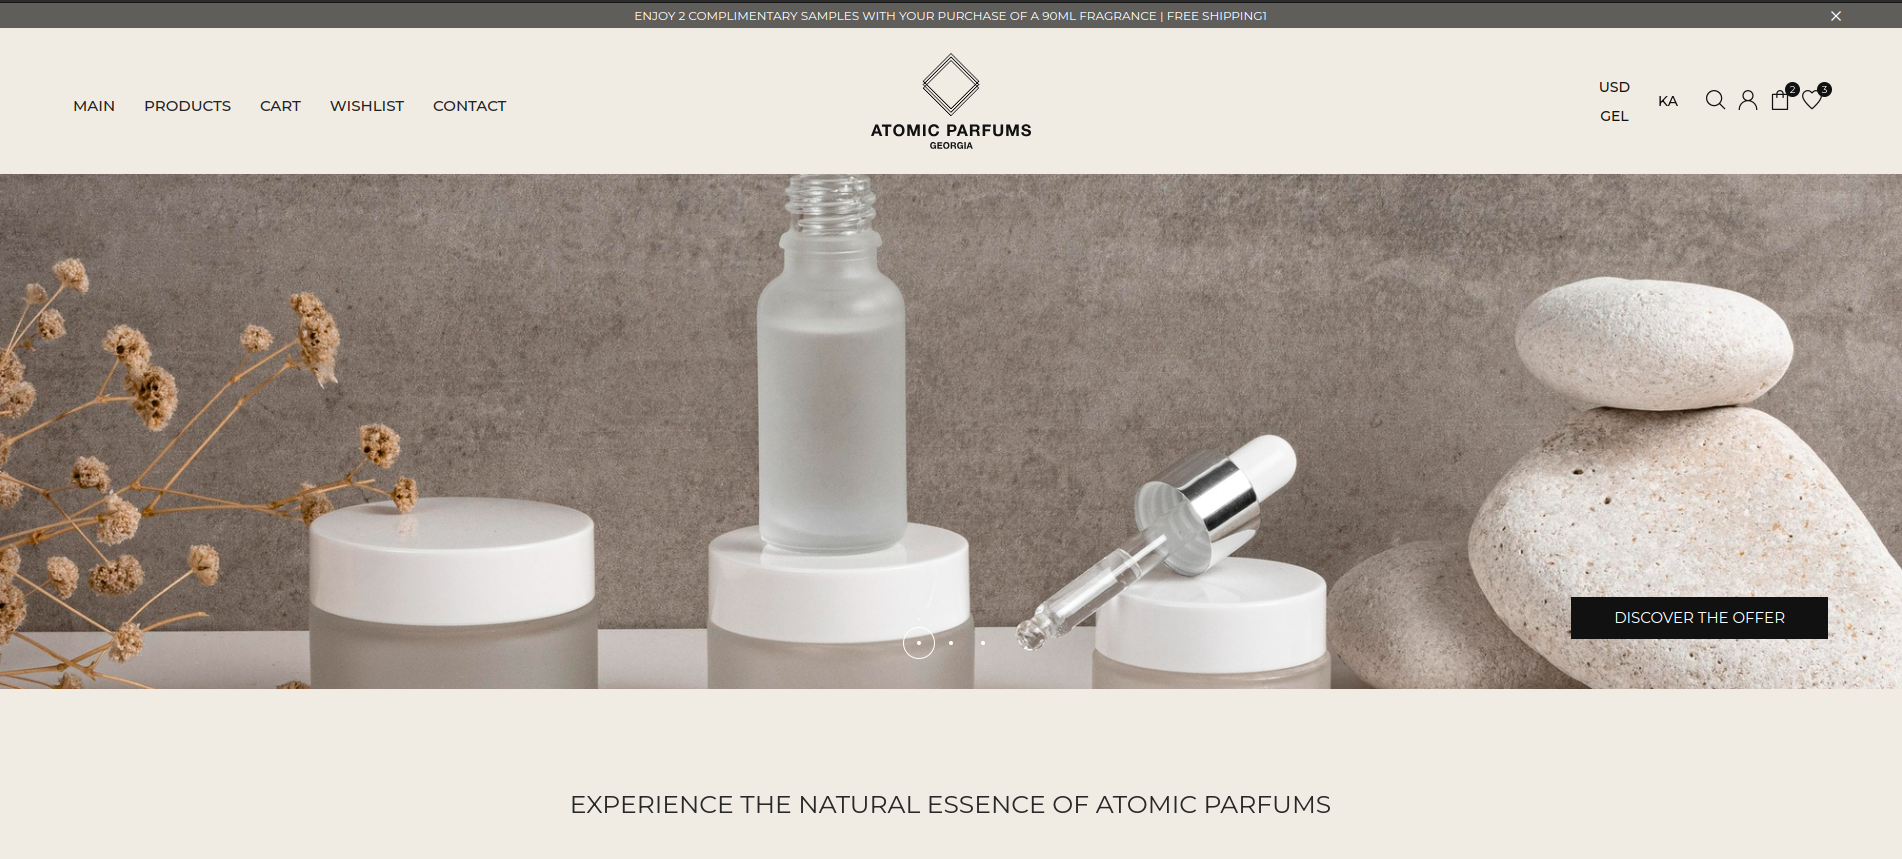 ENJOY 2 COMPLIMENTARY SAMPLES WITH YOUR PURCHASE OF A 90ML FRAGRANCE | FREE SHIPPING1
MAIN PRODUCTS CART WISHLIST CONTACT
ATOMIC PARFUMS
GEORGIA
USD
GEL
KA
2
3
DISCOVER THE OFFER
EXPERIENCE THE NATURAL ESSENCE OF ATOMIC PARFUMS